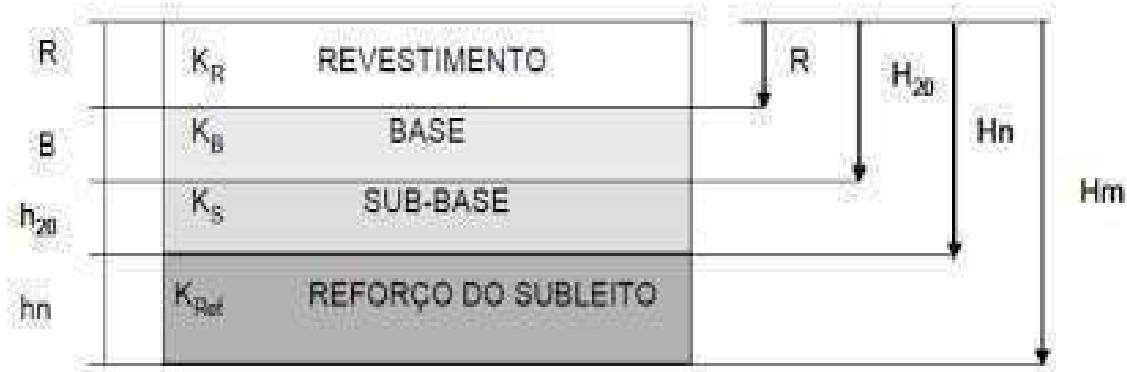 R K_R REVESTIMENTO R
H_20
B K_B BASE Hn
h_20 K_S SUB-BASE Hm
hn K_Ref REFORÇO DO SUBLEITO